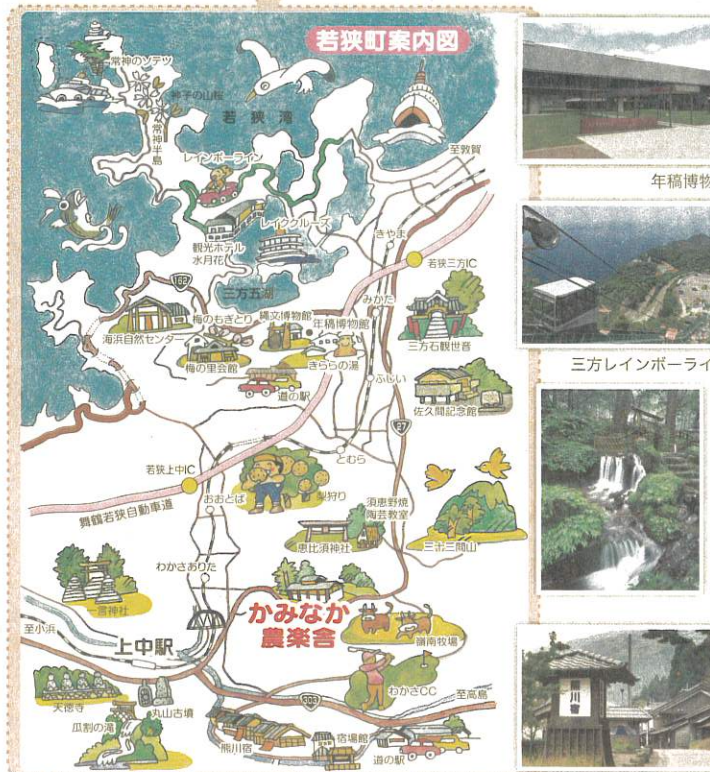 若狭町案内図
常神のソテツ
神子の山桜
常神半島
若狭湾
至敦賀
レインボーライン
レイククルーズ
観光ホテル
水月花
きやま
若狭三方IC
三方五湖
162
みかた
梅のもぎとり
縄文博物館
年縞博物館
海浜自然センター
三方石観世音
梅の里会館
きららの湯
道の駅
ふじい
佐久間記念館
27
とむら
若狭上中IC
おおとば
梨狩り
須恵野焼
陶芸教室
舞鶴若狭自動車道
恵比須神社
三十三間山
わかさありた
一言神社
かみなか
農楽舎
至小浜
上中駅
嶺南牧場
わかさCC
至高島
天徳寺
丸山古墳
303
瓜割の滝
熊川宿
宿場館
道の駅
年縞博物
三方レインボーライ
熊川宿